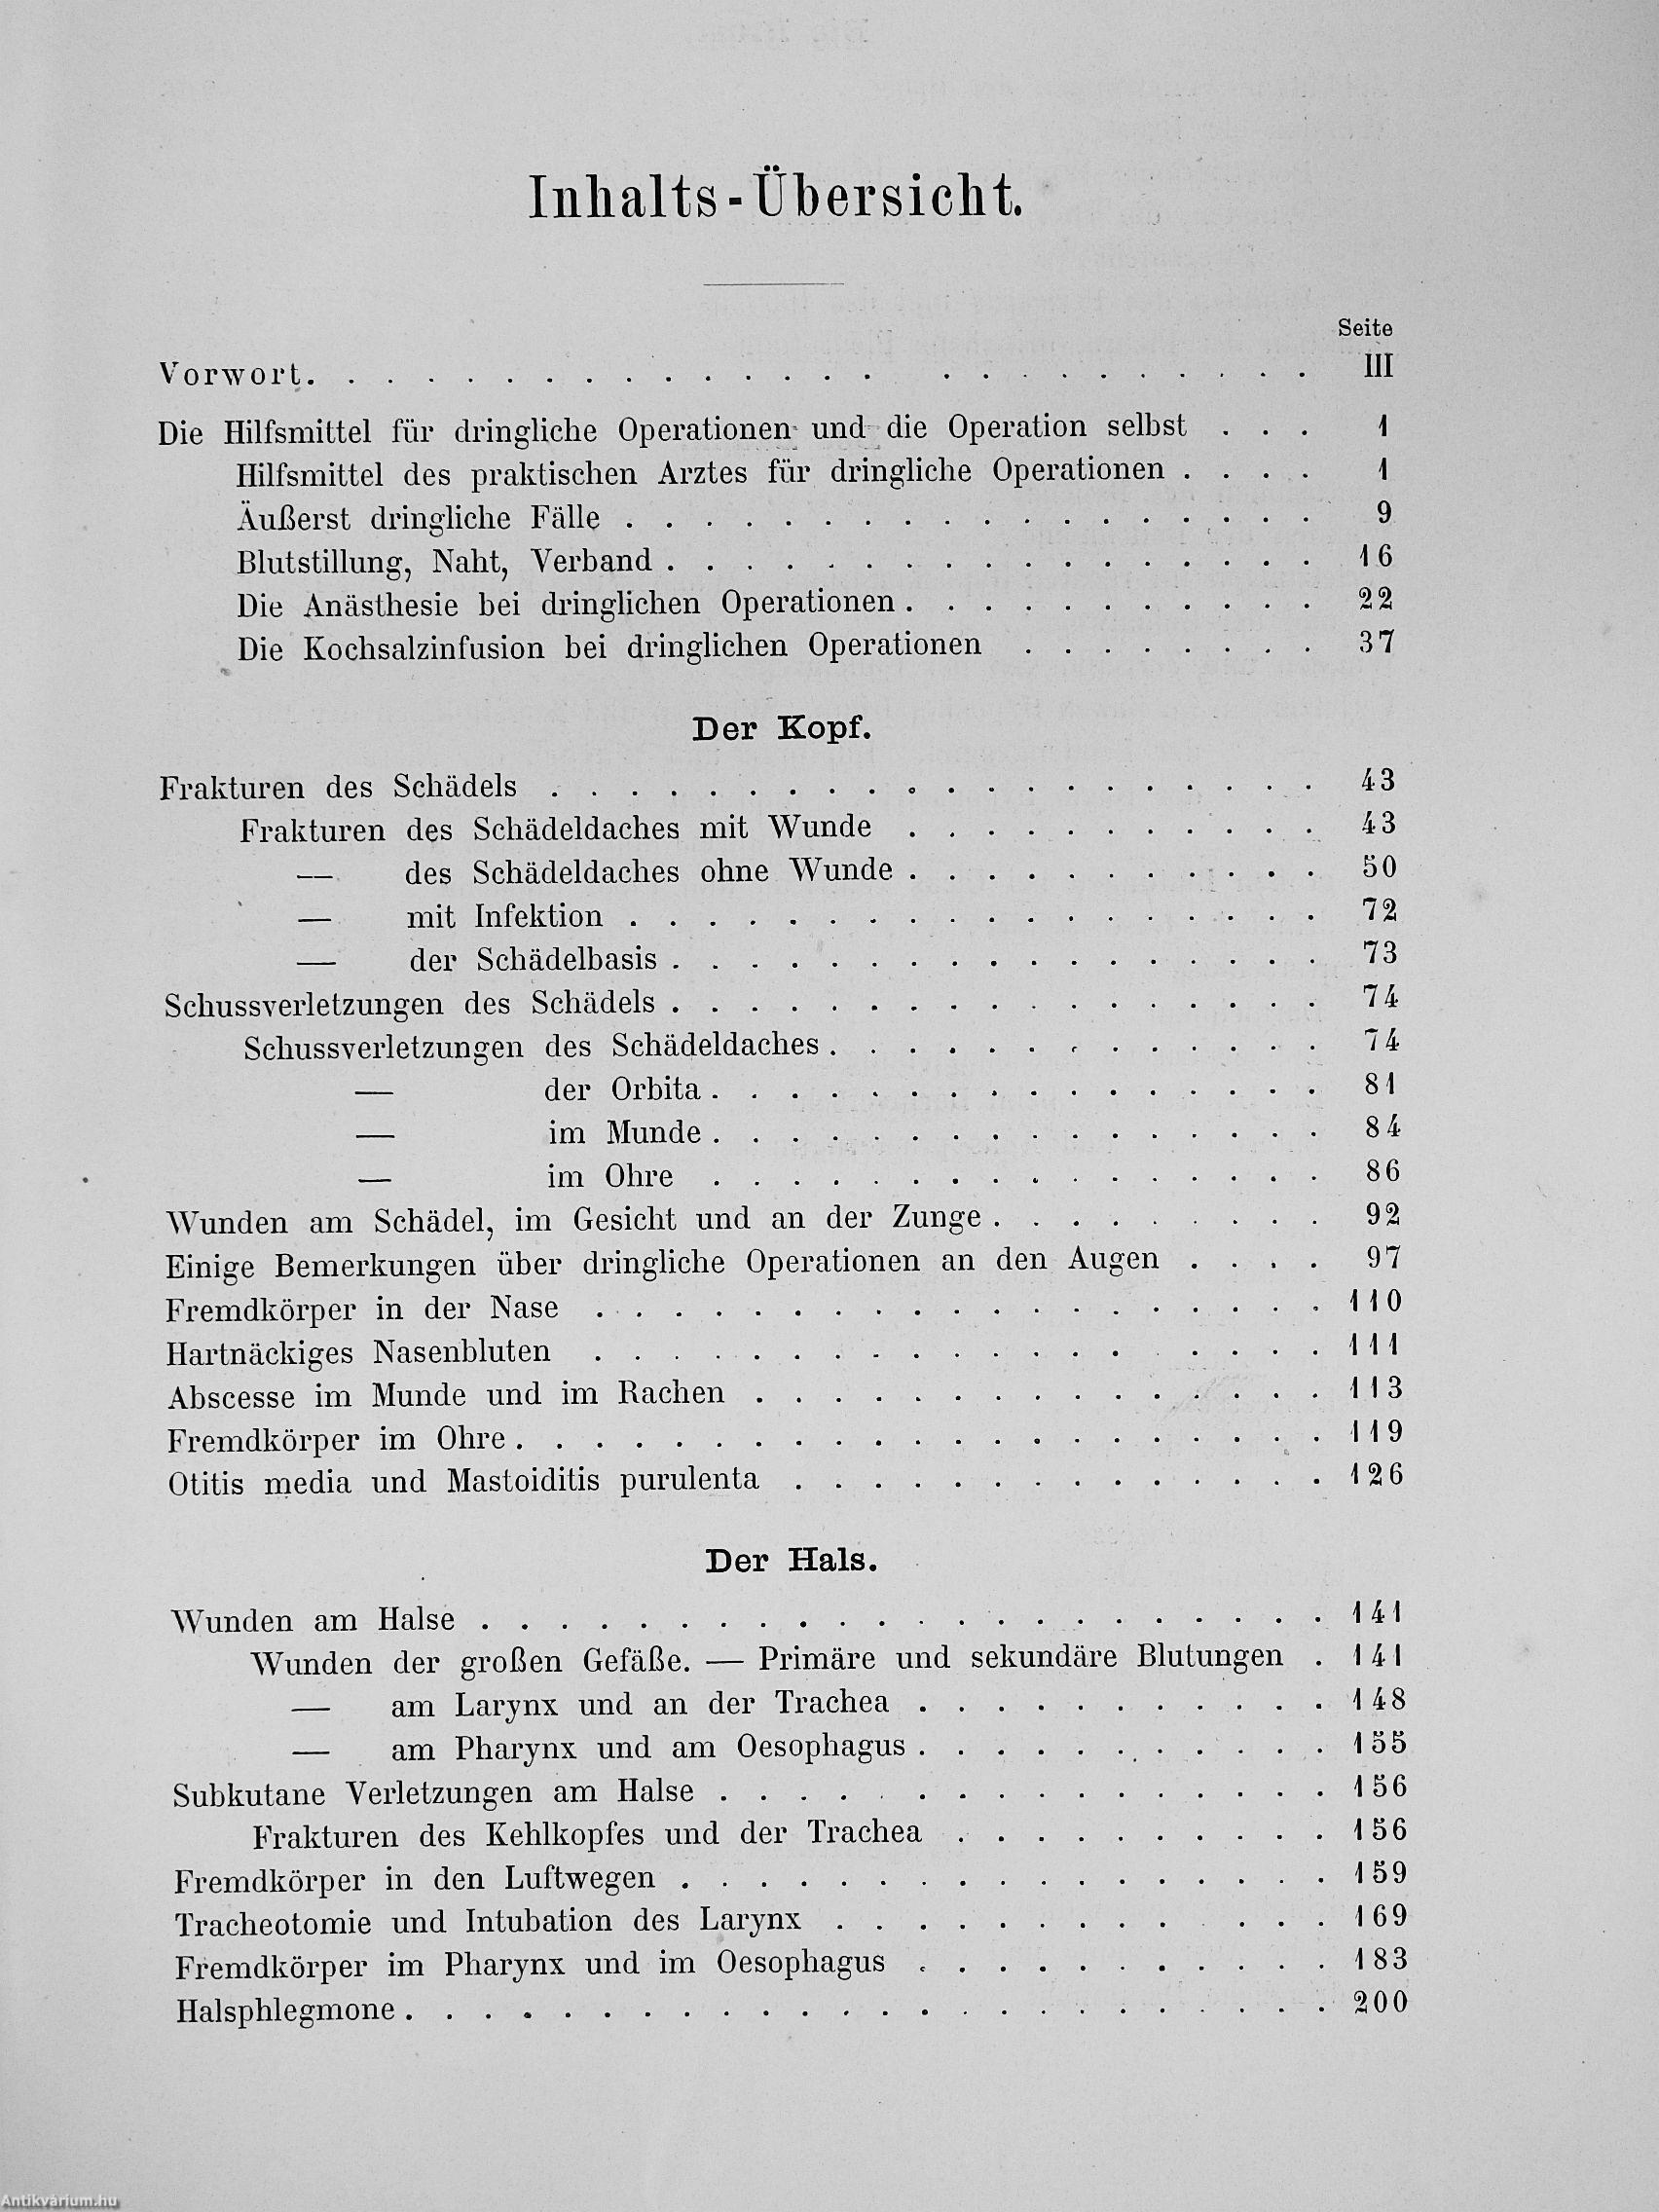 Inhalts-Übersicht.
Seite
Vorwort. . . . . . . . . . . . . . . . . . . . . . . . . III
Die Hilfsmittel für dringliche Operationen und die Operation selbst . . . 1
Hilfsmittel des praktischen Arztes für dringliche Operationen . . . . 1
Äußerst dringliche Fälle . . . . . . . . . . . . . . . . . . 9
Blutstillung, Naht, Verband . . . . . . . . . . . . . . . . . 16
Die Anästhesie bei dringlichen Operationen . . . . . . . . . . . 22
Die Kochsalzinfusion bei dringlichen Operationen . . . . . . . . 37
Der Kopf.
Frakturen des Schädels . . . . . . . . . . . . . . . . . . . . 43
Frakturen des Schädeldaches mit Wunde . . . . . . . . . . . 43
— des Schädeldaches ohne Wunde . . . . . . . . . . . 50
— mit Infektion . . . . . . . . . . . . . . . . . . 72
— der Schädelbasis . . . . . . . . . . . . . . . . . 73
Schussverletzungen des Schädels . . . . . . . . . . . . . . . . . 74
Schussverletzungen des Schädeldaches . . . . . . . . . . . . . 74
— der Orbita . . . . . . . . . . . . . . . . 81
— im Munde . . . . . . . . . . . . . . . . 84
— im Ohre . . . . . . . . . . . . . . . . 86
Wunden am Schädel, im Gesicht und an der Zunge . . . . . . . . . 92
Einige Bemerkungen über dringliche Operationen an den Augen . . . . 97
Fremdkörper in der Nase . . . . . . . . . . . . . . . . . . . 110
Hartnäckiges Nasenbluten . . . . . . . . . . . . . . . . . . 111
Abscesse im Munde und im Rachen . . . . . . . . . . . . . . . 113
Fremdkörper im Ohre . . . . . . . . . . . . . . . . . . . . . 119
Otitis media und Mastoiditis purulenta . . . . . . . . . . . . . . 126
Der Hals.
Wunden am Halse . . . . . . . . . . . . . . . . . . . . . . 141
Wunden der großen Gefäße. — Primäre und sekundäre Blutungen . 141
— am Larynx und an der Trachea . . . . . . . . . . . 148
— am Pharynx und am Oesophagus . . . . . . . . . . . 155
Subkutane Verletzungen am Halse . . . . . . . . . . . . . . . . 156
Frakturen des Kehlkopfes und der Trachea . . . . . . . . . . 156
Fremdkörper in den Luftwegen . . . . . . . . . . . . . . . . . 159
Tracheotomie und Intubation des Larynx . . . . . . . . . . . . 169
Fremdkörper im Pharynx und im Oesophagus . . . . . . . . . . . 183
Halsphlegmone . . . . . . . . . . . . . . . . . . . . . . . . 200
Antikvárium.hu